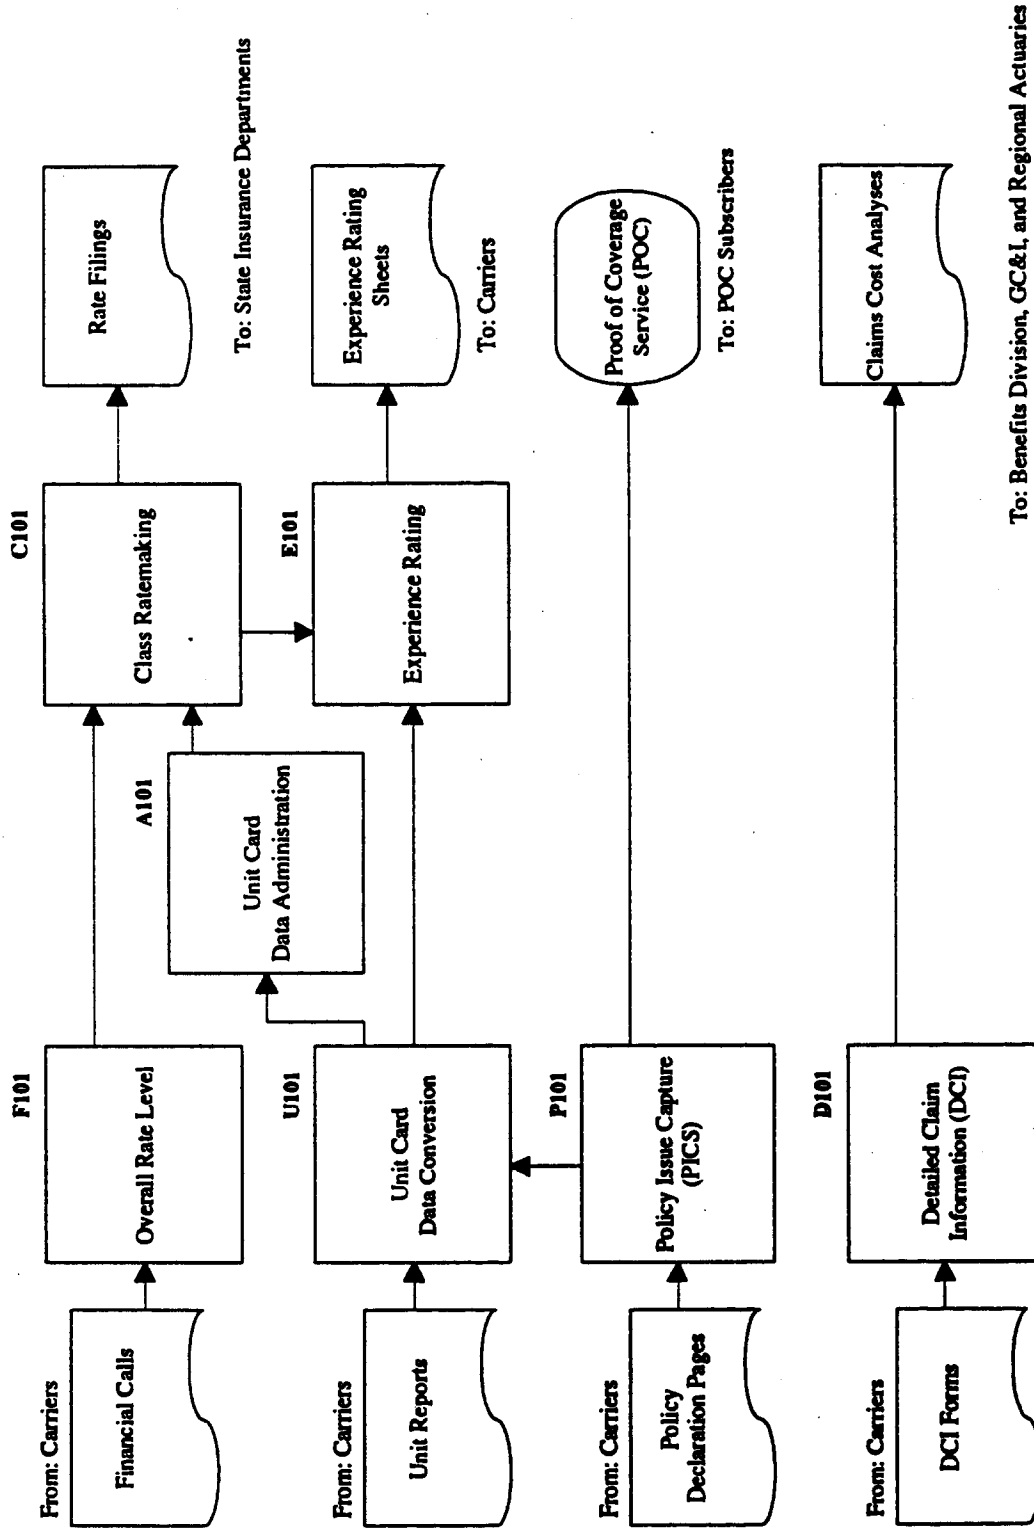 From: Carriers
Financial Calls
F101
Overall Rate Level
C101
Class Ratemaking
Rate Filings
To: State Insurance Departments
A101
Unit Card
Data Administration
From: Carriers
Unit Reports
U101
Unit Card
Data Conversion
E101
Experience Rating
Experience Rating
Sheets
To: Carriers
From: Carriers
Policy
Declaration Pages
P101
Policy Issue Capture
(PICS)
Proof of Coverage
Service (POC)
To: POC Subscribers
From: Carriers
DCI Forms
D101
Detailed Claim
Information (DCI)
Claims Cost Analyses
To: Benefits Division, GC&I, and Regional Actuaries